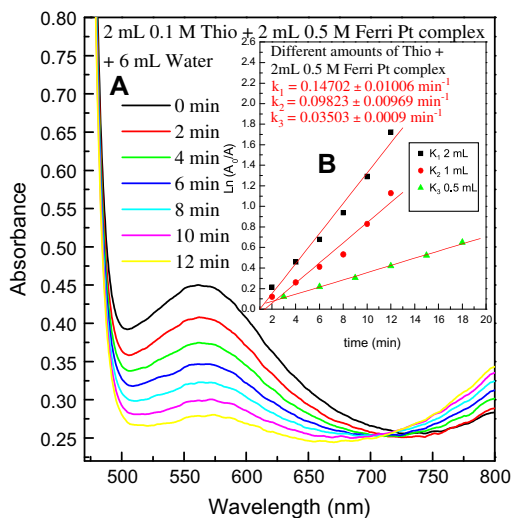 2 mL 0.1 M Thio + 2 mL 0.5 M Ferri Pt complex
+ 6 mL Water
A
0 min
2 min
4 min
6 min
8 min
10 min
12 min
Different amounts of Thio +
2mL 0.5 M Ferri Pt complex
k₁ = 0.14702 ± 0.01006 min⁻¹
k₂ = 0.09823 ± 0.00969 min⁻¹
k₃ = 0.03503 ± 0.0009 min⁻¹
B
K₁ 2 mL
K₂ 1 mL
K₃ 0.5 mL
Ln (A₀/A)
2.6
2.4
2.2
2.0
1.8
1.6
1.4
1.2
1.0
0.8
0.6
0.4
0.2
0.0
2 4 6 8 10 12 14 16 18 20
time (min)
Absorbance
0.80
0.75
0.70
0.65
0.60
0.55
0.50
0.45
0.40
0.35
0.30
0.25
500 550 600 650 700 750 800
Wavelength (nm)